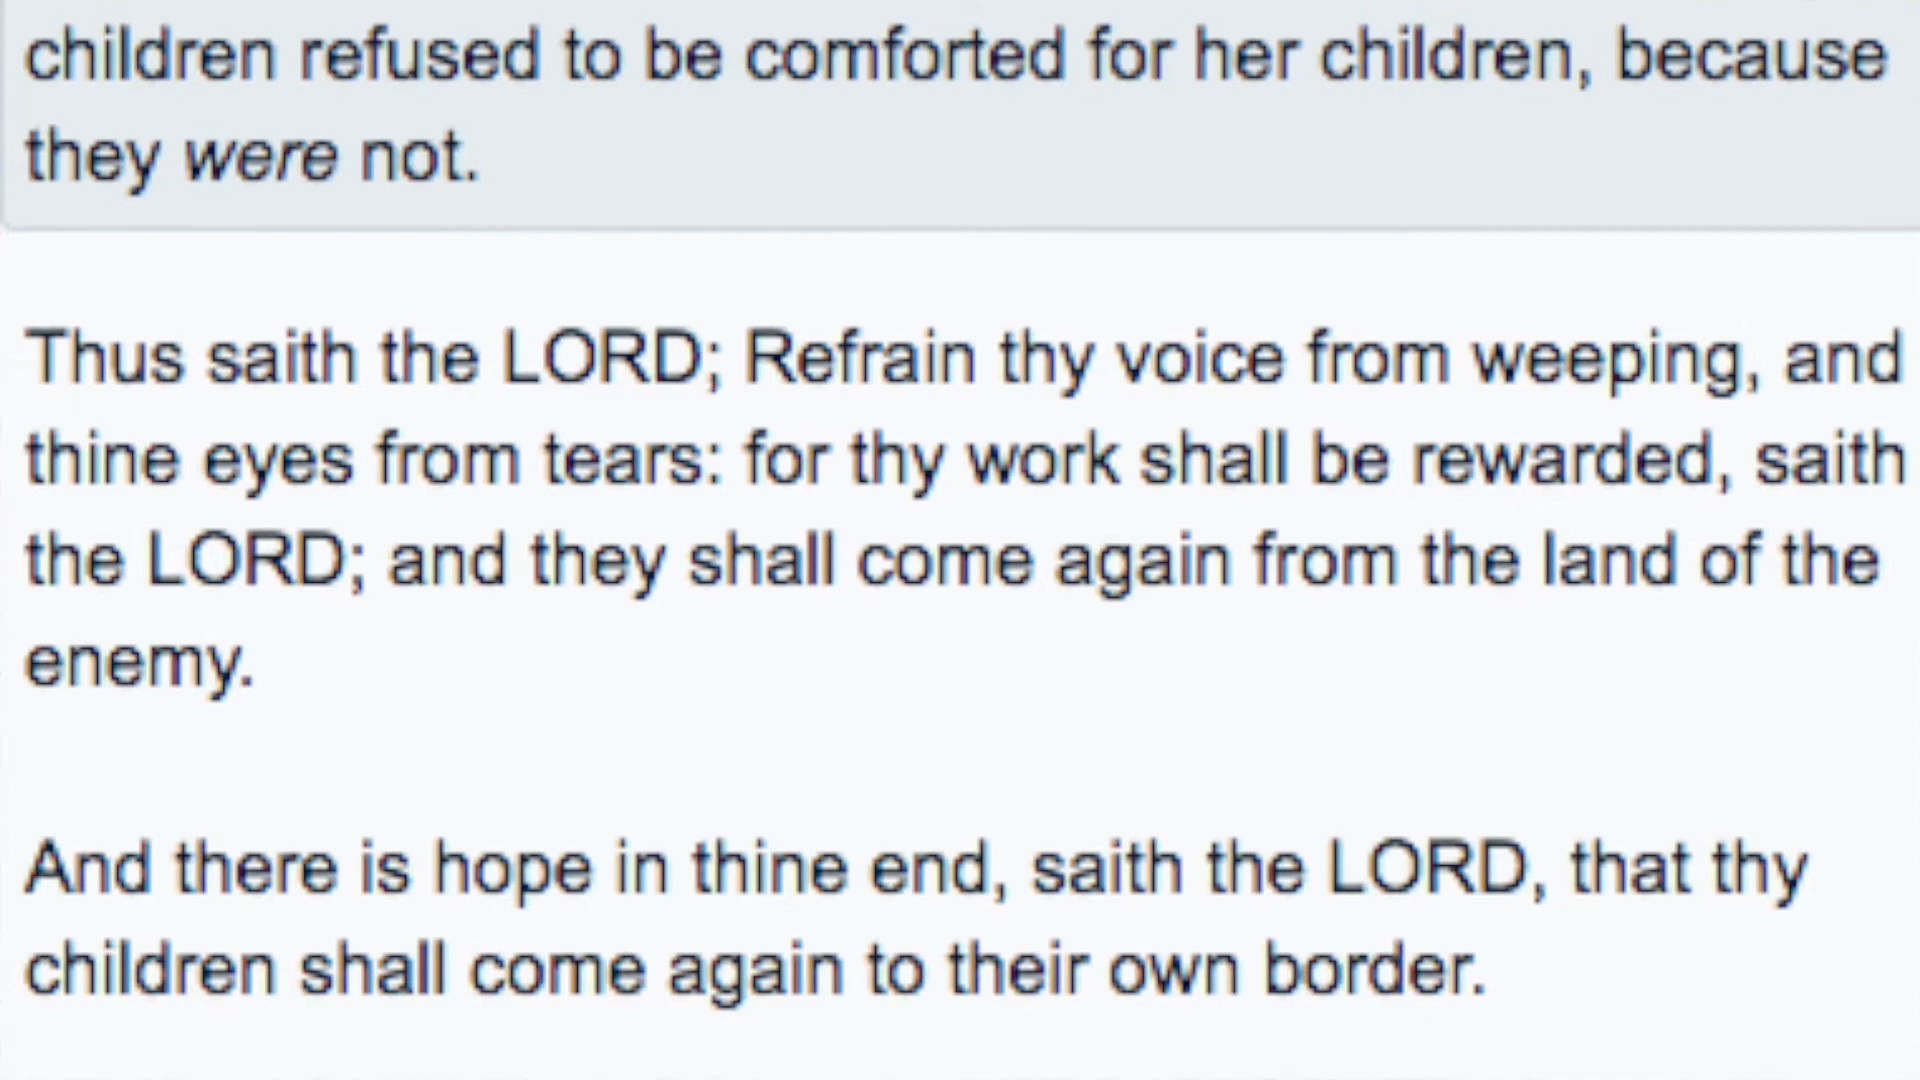 children refused to be comforted for her children, because
they were not.
Thus saith the LORD; Refrain thy voice from weeping, and
thine eyes from tears: for thy work shall be rewarded, saith
the LORD; and they shall come again from the land of the
enemy.
And there is hope in thine end, saith the LORD, that thy
children shall come again to their own border.